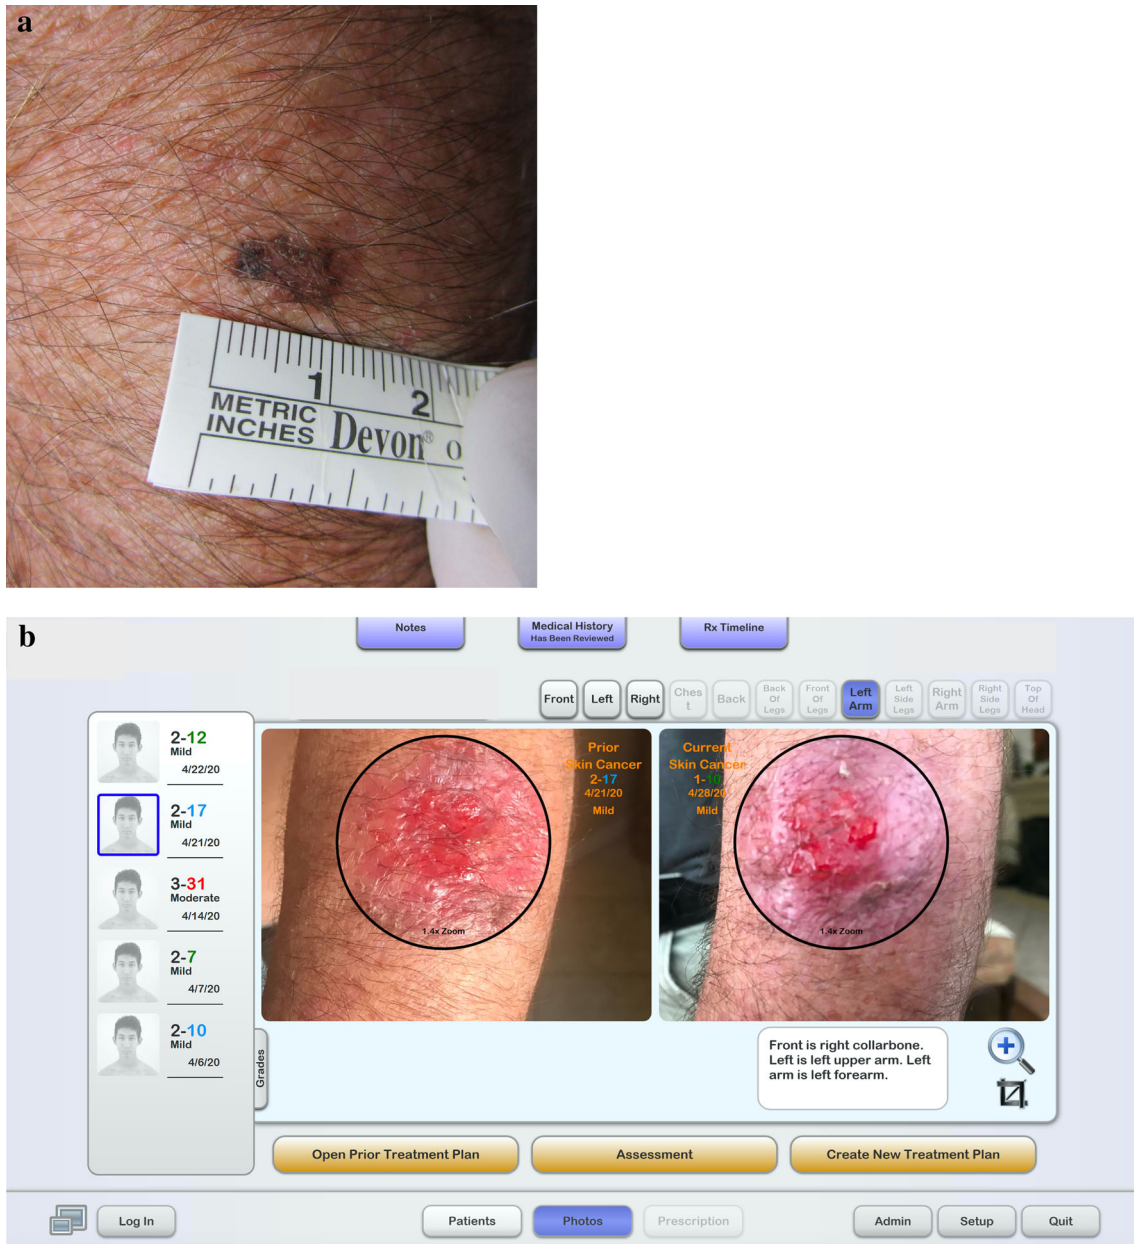 a
1
2
METRIC
INCHES
Devon® o
b
Notes
Medical History
Has Been Reviewed
Rx Timeline
Front
Left
Right
Ches
t
Back
Back
Of
Legs
Front
Of
Legs
Left
Arm
Left
Side
Legs
Right
Arm
Right
Side
Legs
Top
Of
Head
2-12
Mild
4/22/20
2-17
Mild
4/21/20
3-31
Moderate
4/14/20
2-7
Mild
4/7/20
2-10
Mild
4/6/20
Grades
Prior
Skin Cancer
2-17
4/21/20
Mild
1.4x Zoom
Current
Skin Cancer
1-10
4/28/20
Mild
1.4x Zoom
Front is right collarbone.
Left is left upper arm. Left
arm is left forearm.
Open Prior Treatment Plan
Assessment
Create New Treatment Plan
Log In
Patients
Photos
Prescription
Admin
Setup
Quit